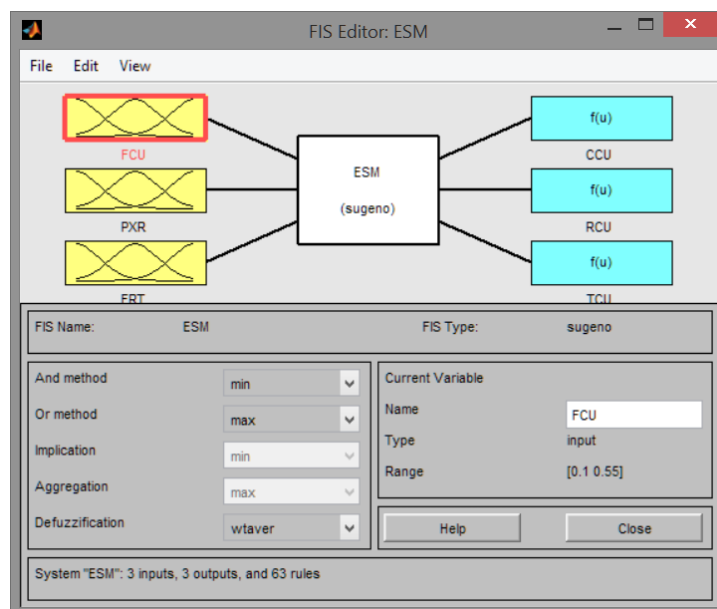 FIS Editor: ESM
File Edit View
FCU
PXR
ESM
(sugeno)
f(u)
CCU
f(u)
RCU
f(u)
TCU
FIS Name: ESM FIS Type: sugeno
And method min
Or method max
Implication min
Aggregation max
Defuzzification wtaver
Current Variable
Name FCU
Type input
Range [0.1 0.55]
Help Close
System "ESM": 3 inputs, 3 outputs, and 63 rules